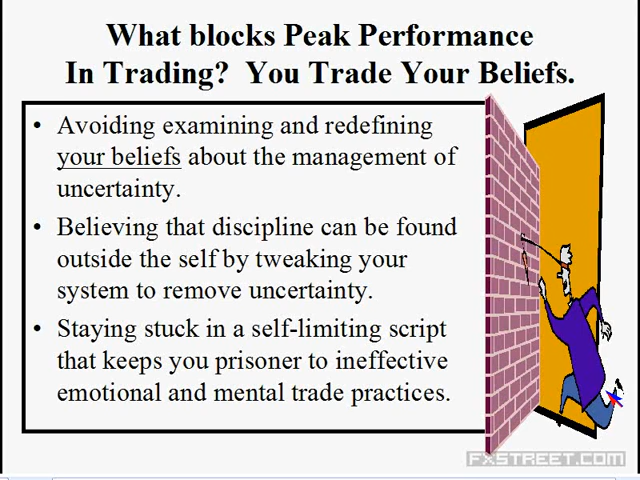 What blocks Peak Performance
In Trading? You Trade Your Beliefs.
• Avoiding examining and redefining
your beliefs about the management of
uncertainty.
• Believing that discipline can be found
outside the self by tweaking your
system to remove uncertainty.
• Staying stuck in a self-limiting script
that keeps you prisoner to ineffective
emotional and mental trade practices.
FXSTREET.COM